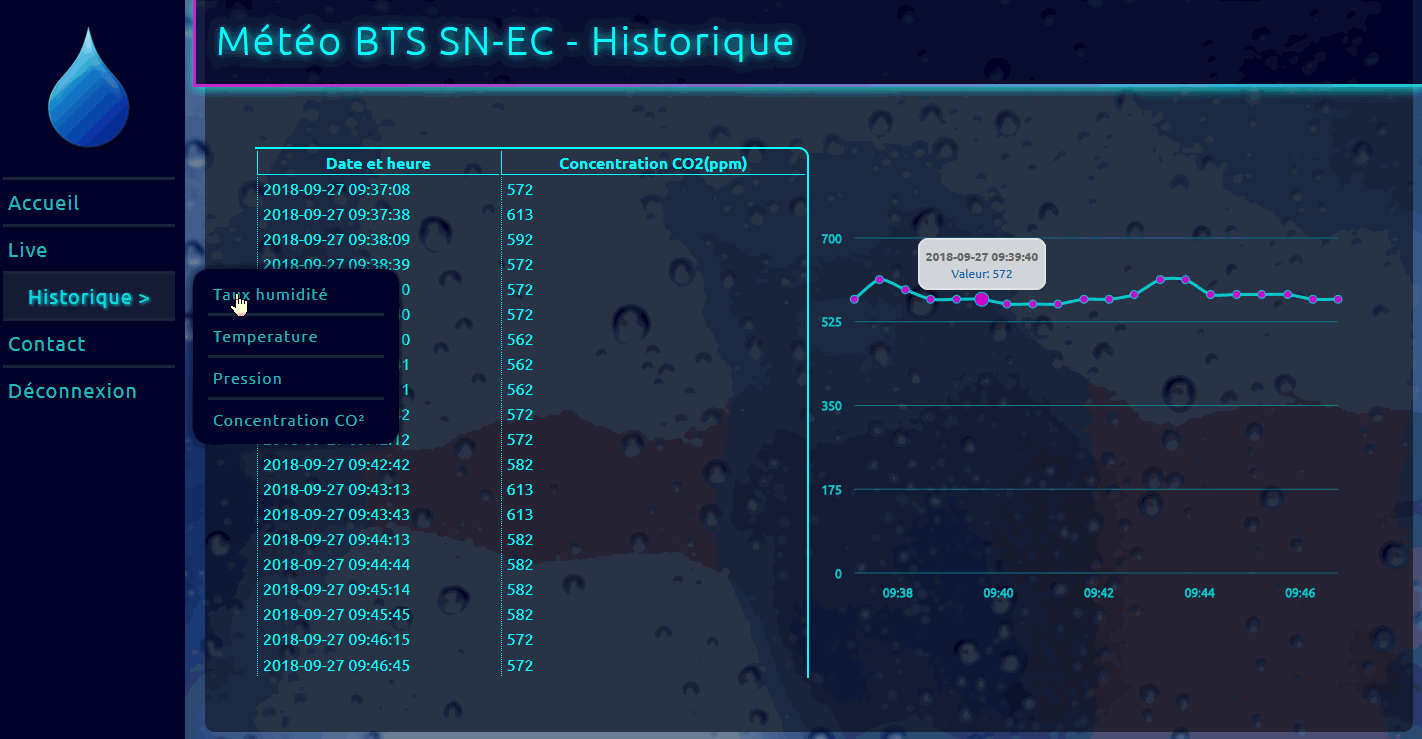 Météo BTS SN-EC - Historique
Accueil
Live
Historique >
Contact
Déconnexion
Taux humidité
Temperature
Pression
Concentration CO²
Date et heure Concentration CO2(ppm)
2018-09-27 09:37:08 572
2018-09-27 09:37:38 613
2018-09-27 09:38:09 592
2018-09-27 09:38:39 572
0 572
0 572
0 562
1 562
1 562
2 572
12 572
2018-09-27 09:42:42 582
2018-09-27 09:43:13 613
2018-09-27 09:43:43 613
2018-09-27 09:44:13 582
2018-09-27 09:44:44 582
2018-09-27 09:45:14 582
2018-09-27 09:45:45 582
2018-09-27 09:46:15 572
2018-09-27 09:46:45 572
700
525
350
175
0
2018-09-27 09:39:40
Valeur: 572
09:38 09:40 09:42 09:44 09:46